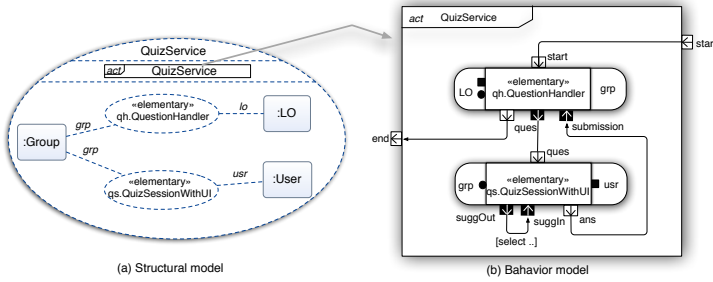 QuizService
act QuizService
«elementary»
qh.QuestionHandler
lo
:LO
grp
:Group
grp
«elementary»
qs.QuizSessionWithUI
usr
:User
(a) Structural model
act QuizService
star
start
«elementary»
qh.QuestionHandler
LO
grp
ques
submission
end
ques
«elementary»
qs.QuizSessionWithUI
grp
usr
suggOut
suggIn
ans
[select ..]
(b) Bahavior model